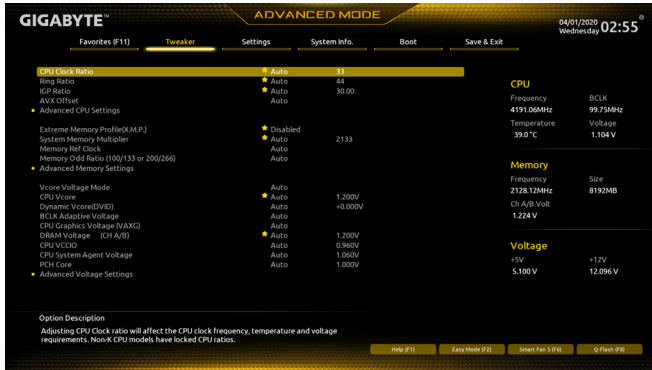 GIGABYTE™
ADVANCED MODE
04/01/2020 Wednesday 02:55
Favorites (F11) Tweaker Settings System Info. Boot Save & Exit
CPU Clock Ratio Auto 33
Ring Ratio Auto 44
IGP Ratio Auto 30.00
AVX Offset Auto
Advanced CPU Settings
Extreme Memory Profile(X.M.P.) Disabled
System Memory Multiplier Auto 2133
Memory Ref Clock Auto
Memory Odd Ratio (100/133 or 200/266) Auto
Advanced Memory Settings
Vcore Voltage Mode Auto
CPU Vcore Auto 1.200V
Dynamic Vcore(DVID) Auto +0.000V
BCLK Adaptive Voltage Auto
CPU Graphics Voltage (VAXG) Auto
DRAM Voltage (CH A/B) Auto 1.200V
CPU VCCIO Auto 0.960V
CPU System Agent Voltage Auto 1.060V
PCH Core Auto 1.000V
Advanced Voltage Settings
CPU
Frequency BCLK
4191.06MHz 99.75MHz
Temperature Voltage
39.0 °C 1.104 V
Memory
Frequency Size
2128.12MHz 8192MB
Ch A/B Volt
1.224 V
Voltage
+5V +12V
5.100 V 12.096 V
Option Description
Adjusting CPU Clock ratio will affect the CPU clock frequency, temperature and voltage
requirements. Non-K CPU models have locked CPU ratios.
Help (F1) Easy Mode (F2) Smart Fan 5 (F6) Q-Flash (F8)